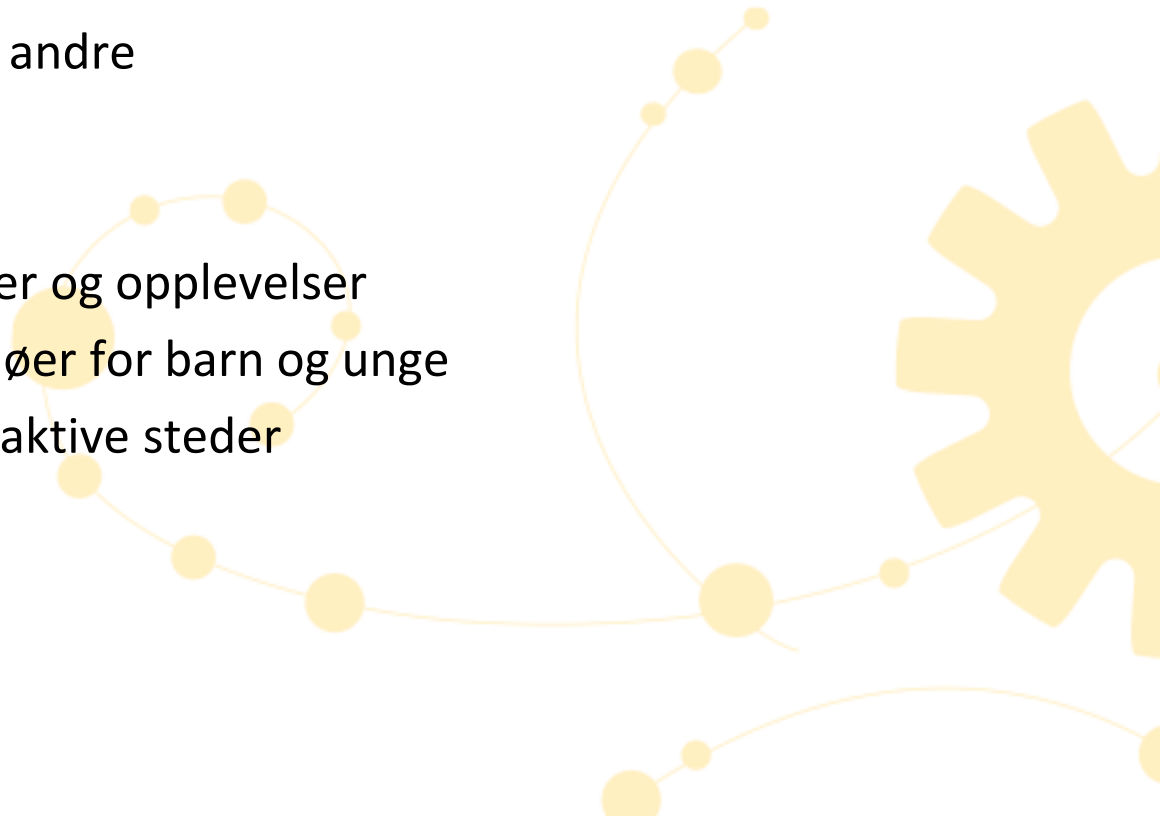 andre
er og opplevelser
øer for barn og unge
aktive steder